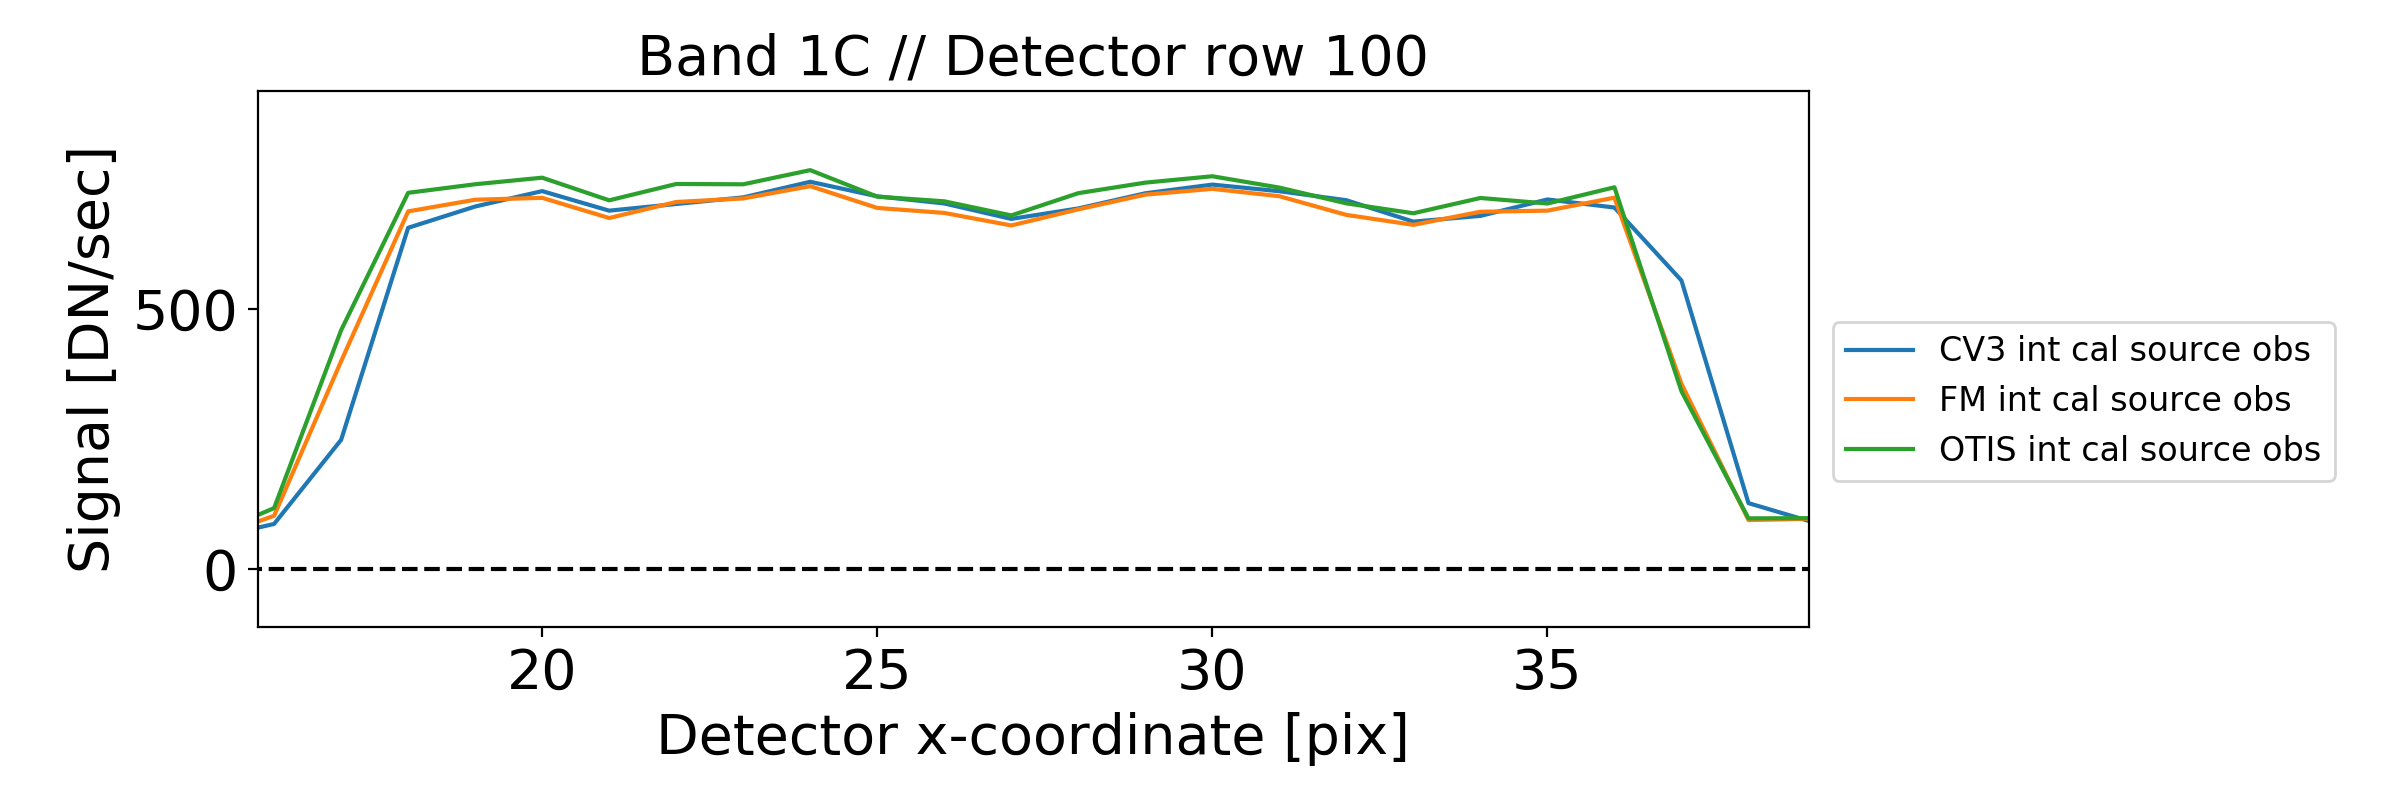 Band 1C // Detector row 100
Signal [DN/sec]
500
0
20 25 30 35
Detector x-coordinate [pix]
CV3 int cal source obs
FM int cal source obs
OTIS int cal source obs